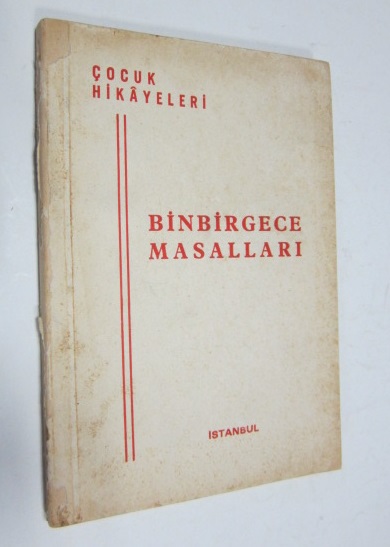 ÇOCUK
HİKÂYELERİ
BİNBİRGECE
MASALLARI
İSTANBUL